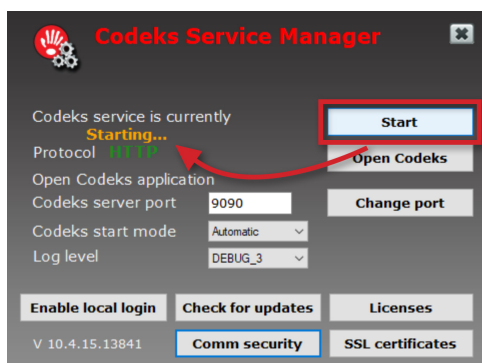 Codeks Service Manager
Codeks service is currently
Starting...
Start
Protocol HTTP
Open Codeks
Open Codeks application
Codeks server port 9090
Change port
Codeks start mode Automatic
Log level DEBUG_3
Enable local login Check for updates Licenses
V 10.4.15.13841 Comm security SSL certificates